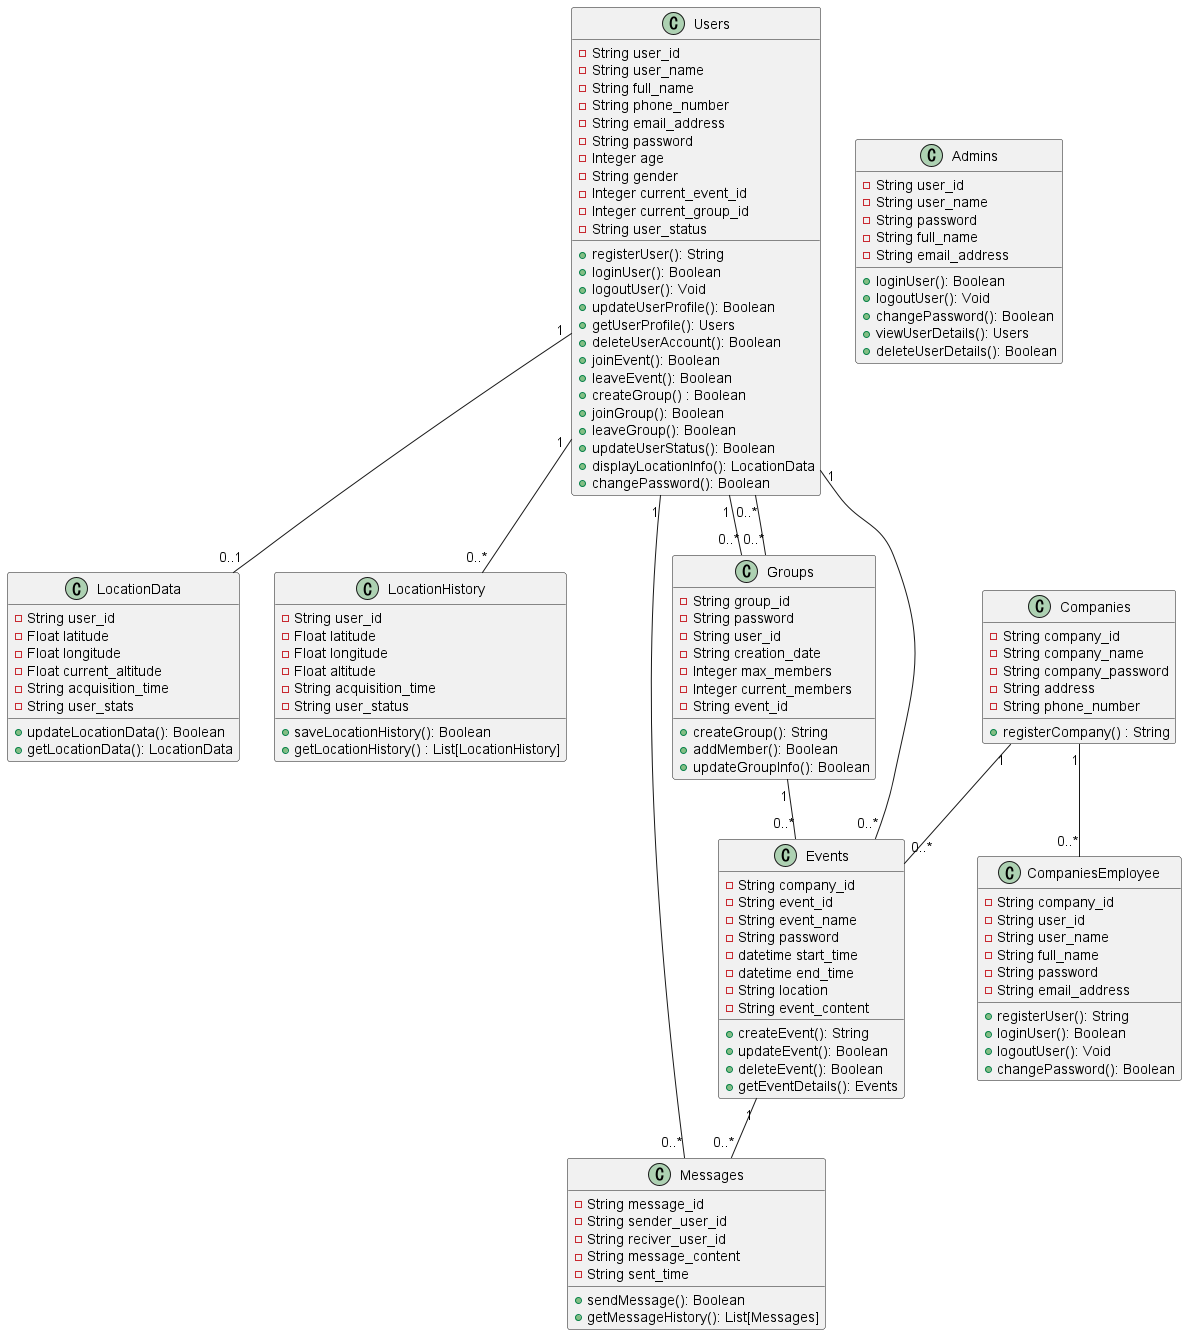 C Users
String user_id
String user_name
String full_name
String phone_number
String email_address
String password
Integer age
String gender
Integer current_event_id
Integer current_group_id
String user_status
registerUser(): String
loginUser(): Boolean
logoutUser(): Void
updateUserProfile(): Boolean
getUserProfile(): Users
deleteUserAccount(): Boolean
joinEvent(): Boolean
leaveEvent(): Boolean
createGroup() : Boolean
joinGroup(): Boolean
leaveGroup(): Boolean
updateUserStatus(): Boolean
displayLocationInfo(): LocationData
changePassword(): Boolean
C Admins
String user_id
String user_name
String password
String full_name
String email_address
loginUser(): Boolean
logoutUser(): Void
changePassword(): Boolean
viewUserDetails(): Users
deleteUserDetails(): Boolean
1
1
1
1
0..*
1
0..1
0..*
0..*
0..*
C LocationData
String user_id
Float latitude
Float longitude
Float current_altitude
String acquisition_time
String user_stats
updateLocationData(): Boolean
getLocationData(): LocationData
C LocationHistory
String user_id
Float latitude
Float longitude
Float altitude
String acquisition_time
String user_status
saveLocationHistory(): Boolean
getLocationHistory() : List[LocationHistory]
C Groups
String group_id
String password
String user_id
String creation_date
Integer max_members
Integer current_members
String event_id
createGroup(): String
addMember(): Boolean
updateGroupInfo(): Boolean
C Companies
String company_id
String company_name
String company_password
String address
String phone_number
registerCompany() : String
1
1
1
0..*
0..*
0..*
0..*
C Events
String company_id
String event_id
String event_name
String password
datetime start_time
datetime end_time
String location
String event_content
createEvent(): String
updateEvent(): Boolean
deleteEvent(): Boolean
getEventDetails(): Events
C CompaniesEmployee
String company_id
String user_id
String user_name
String full_name
String password
String email_address
registerUser(): String
loginUser(): Boolean
logoutUser(): Void
changePassword(): Boolean
1
0..*
0..*
C Messages
String message_id
String sender_user_id
String reciver_user_id
String message_content
String sent_time
sendMessage(): Boolean
getMessageHistory(): List[Messages]